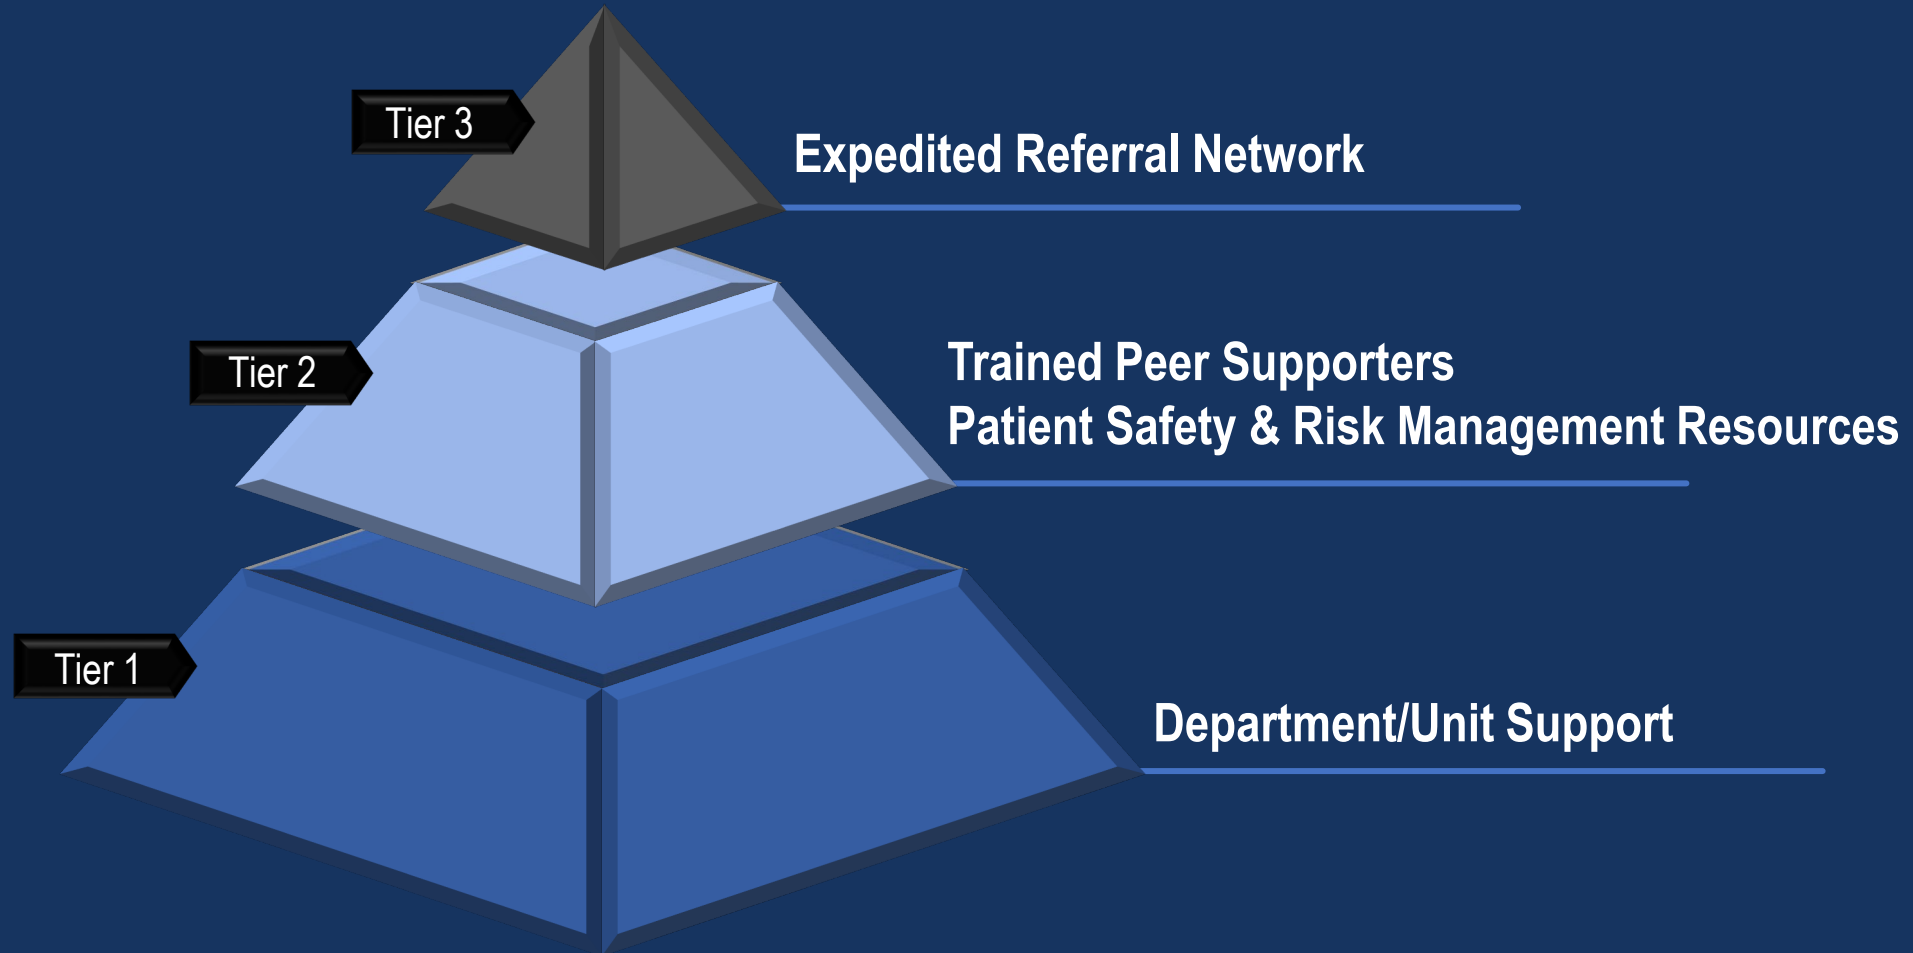 Tier 3
Expedited Referral Network
Tier 2
Trained Peer Supporters
Patient Safety & Risk Management Resources
Tier 1
Department/Unit Support